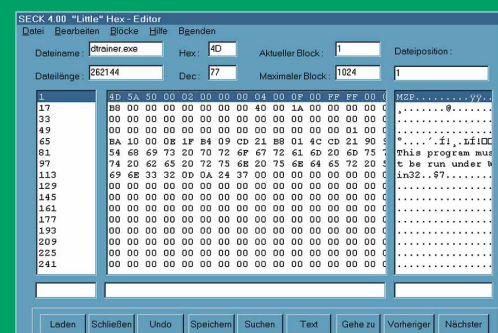 SECK 4.00 "Little" Hex - Editor
Datei Bearbeiten Blöcke Hilfe Beenden
Dateiname : dtrainer.exe Hex : 4D Aktueller Block : 1 Dateiposition :
Dateilänge : 262144 Dec : 77 Maximaler Block : 1024 1
1 4D 5A 50 00 02 00 00 00 04 00 0F 00 FF FF 00 MZP.........ÿÿ..
17 B8 00 00 00 00 00 00 00 40 00 1A 00 00 00 00 ¸.......@.......
33 00 00 00 00 00 00 00 00 00 00 00 00 00 00 00 ................
49 00 00 00 00 00 00 00 00 00 00 00 00 01 00
65 BA 10 00 0E 1F B4 09 CD 21 B8 01 4C CD 21 90
81 54 68 69 73 20 70 72 6F 67 72 61 6D 20 6D 75 This program mus
97 74 20 62 65 20 72 75 6E 20 75 6E 64 65 72 20 t be run under W
113 69 6E 33 32 0D 0A 24 37 00 00 00 00 00 00 00 in32..$7........
129 00 00 00 00 00 00 00 00 00 00 00 00 00 00 00 ................
145 00 00 00 00 00 00 00 00 00 00 00 00 00 00 00 ................
161 00 00 00 00 00 00 00 00 00 00 00 00 00 00 00 ................
177 00 00 00 00 00 00 00 00 00 00 00 00 00 00 00 ................
193 00 00 00 00 00 00 00 00 00 00 00 00 00 00 00 ................
209 00 00 00 00 00 00 00 00 00 00 00 00 00 00 00 ................
225 00 00 00 00 00 00 00 00 00 00 00 00 00 00 00 ................
241 00 00 00 00 00 00 00 00 00 00 00 00 00 00 00 ................
Laden Schließen Undo Speichern Suchen Text Gehe zu Vorheriger Nächster